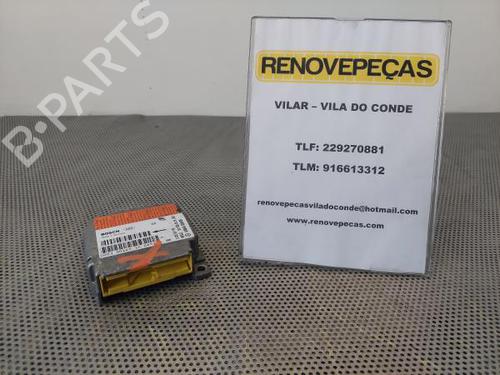 B-PARTS
RENOVEPEÇAS
VILAR – VILA DO CONDE
TLF: 229270881
TLM: 916613312
renovepecasviladoconde@hotmail.com
www.renovepecas.com
BOSCH